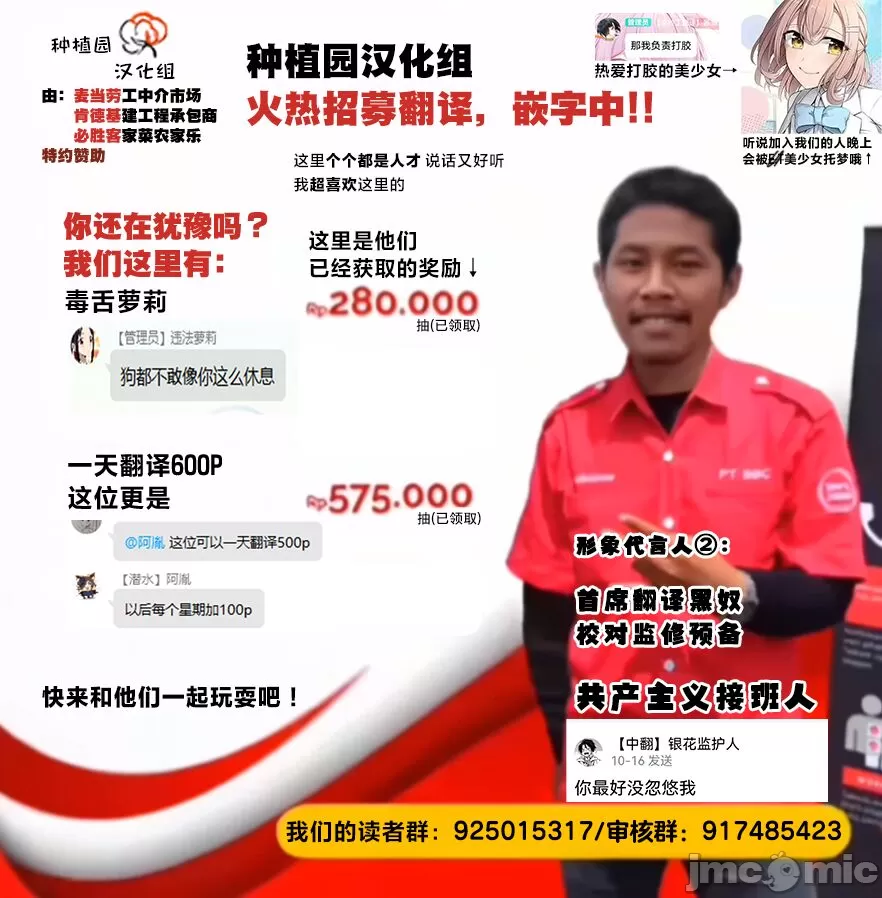 种植园
汉化组
由：麦当劳工中介市场
肯德基建工程承包商
必胜客家菜农家乐
特约赞助
种植园汉化组
火热招募翻译，嵌字中!!
这里个个都是人才 说话又好听
我超喜欢这里的
管理员
那我负责打胶
热爱打胶的美少女→
听说加入我们的人晚上
会被BT美少女托梦哦↑
你还在犹豫吗？
我们这里有：
毒舌萝莉
【管理员】违法萝莉
狗都不敢像你这么休息
这里是他们
已经获取的奖励↓
Rp280.000
抽(已领取)
一天翻译600P
这位更是
@阿胤 这位可以一天翻译500p
【潜水】阿胤
以后每个星期加100p
Rp575.000
抽(已领取)
快来和他们一起玩耍吧！
形象代言人②：
首席翻译黑奴
校对监修预备
共产主义接班人
【中翻】银花监护人
10-16 发送
你最好没忽悠我
我们的读者群：925015317/审核群：917485423
jmcomic